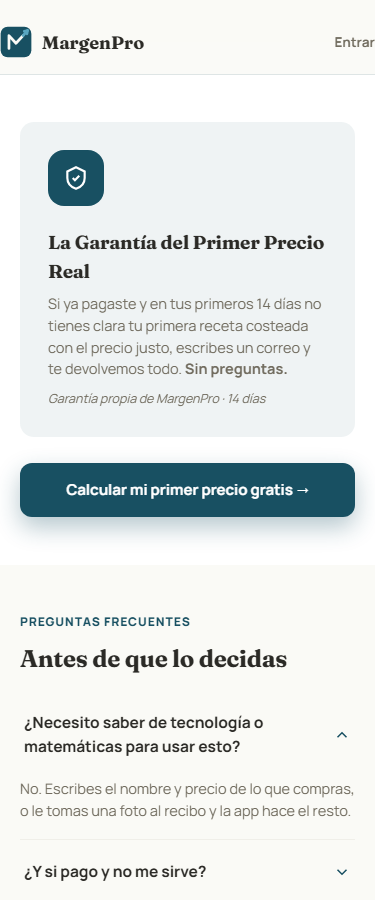 MargenPro
Entrar
La Garantía del Primer Precio
Real
Si ya pagaste y en tus primeros 14 días no
tienes clara tu primera receta costeada
con el precio justo, escribes un correo y
te devolvemos todo. Sin preguntas.
Garantía propia de MargenPro · 14 días
Calcular mi primer precio gratis →
PREGUNTAS FRECUENTES
Antes de que lo decidas
¿Necesito saber de tecnología o
matemáticas para usar esto?
No. Escribes el nombre y precio de lo que compras,
o le tomas una foto al recibo y la app hace el resto.
¿Y si pago y no me sirve?